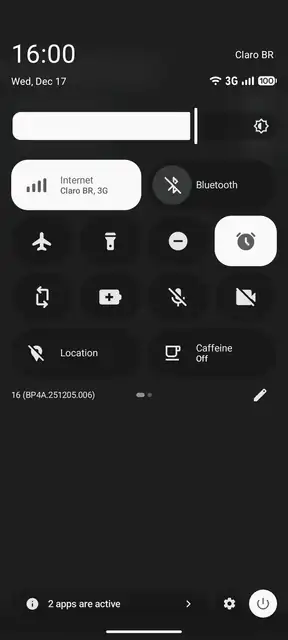 16:00
Claro BR
Wed, Dec 17
3G
100
Internet
Claro BR, 3G
Bluetooth
Location
Caffeine
Off
16 (BP4A.251205.006)
2 apps are active